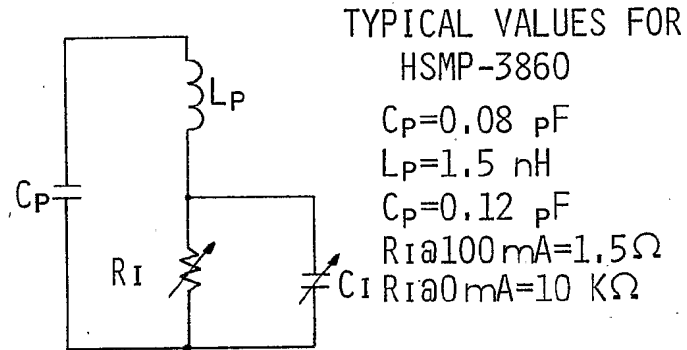 TYPICAL VALUES FOR
HSMP-3860
LP
CP=0.08 pF
LP=1.5 nH
CP
CP=0.12 pF
RI
RI@100mA=1.5Ω
CI
RI@0mA=10 KΩ